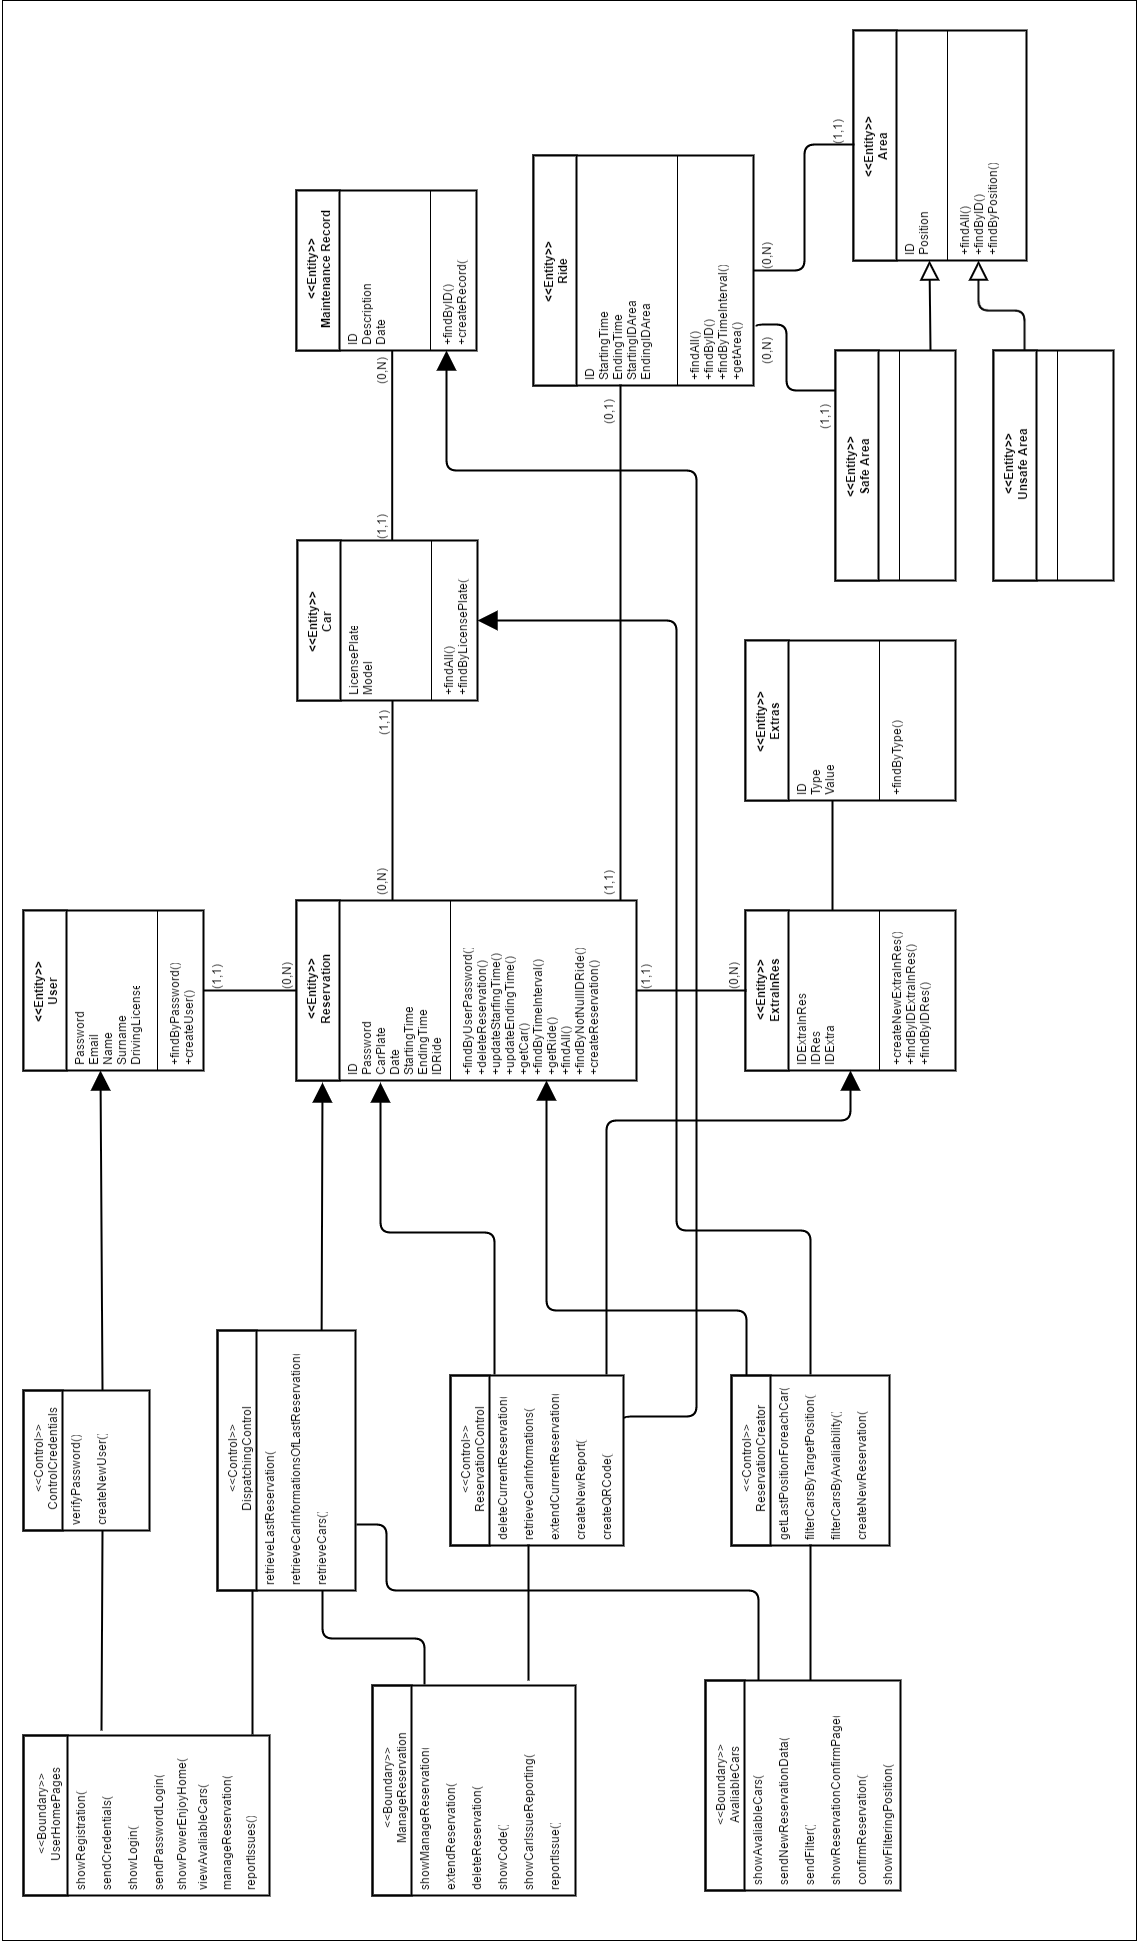 <<Boundary>>
UserHomePages
showRegistration(
sendCredentials(
showLogin(
sendPasswordLogin(
showPowerEnjoyHome(
viewAvaliableCars(
manageReservation(
reportIssues()
<<Control>>
ControlCredentials
verifyPassword()
createNewUser(
<<Entity>>
User
Password
Email
Name
Surname
DrivingLicense
+findByPassword()
+createUser()
(1,1)
(0,N)
<<Control>>
DispatchingControl
retrieveLastReservation(
retrieveCarInformationsOfLastReservation(
retrieveCars(
<<Entity>>
Reservation
ID
Password
CarPlate
Date
StartingTime
EndingTime
IDRide
+findByUserPassword(
+deleteReservation()
+updateStarfingTime()
+updateEndingTime()
+getCar()
+findByTimeInterval()
+getRide()
+findAll()
+findByNotNullIDRide()
+createReservation()
(0,N)
(1,1)
<<Entity>>
Car
LicensePlate
Model
+findAll()
+findByLicensePlate(
(1,1)
(0,N)
<<Entity>>
Maintenance Record
ID
Description
Date
+findByID()
+createRecord(
<<Boundary>>
ManageReservation
showManageReservation(
extendReservation(
deleteReservation(
showCode(
showCarIssueReporting(
reportIssue(
<<Control>>
ReservationControl
deleteCurrentReservation(
retrieveCarInformations(
extendCurrentReservation(
createNewReport(
createQRCode(
(1,1)
(0,1)
<<Entity>>
Ride
ID
StartingTime
EndingTime
StartingIDArea
EndingIDArea
+findAll()
+findByID()
+findByTimeInterval()
+getArea()
(1,1)
(0,N)
<<Boundary>>
AvaliableCars
showAvaliableCars(
sendNewReservationData(
sendFilter(
showReservationConfirmPage(
confirmReservation(
showFilteringPosition(
<<Control>>
ReservationCreator
getLastPositionForeachCar(
filterCarsByTargetPosition(
filterCarsByAvaliability(
createNewReservation(
<<Entity>>
ExtraInRes
IDExtraInRes
IDRes
IDExtra
+createNewExtraInRes()
+findByIDExtraInRes()
+findByIDRes()
<<Entity>>
Extras
ID
Type
Value
+findByType()
(0,N)
(1,1)
(0,N)
(1,1)
<<Entity>>
Safe Area
<<Entity>>
Area
ID
Position
+findAll()
+findByID()
+findByPosition()
<<Entity>>
Unsafe Area